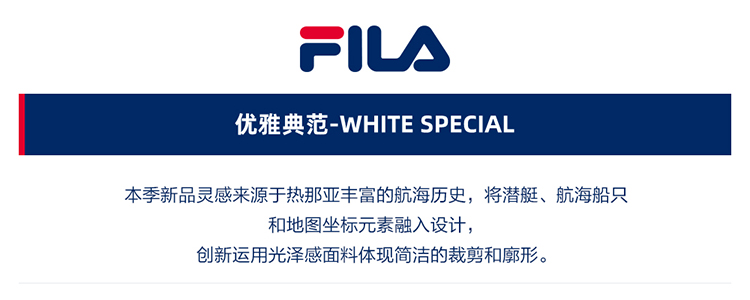 FILA
优雅典范-WHITE SPECIAL
本季新品灵感来源于热那亚丰富的航海历史，将潜艇、航海船只
和地图坐标元素融入设计，
创新运用光泽感面料体现简洁的裁剪和廓形。